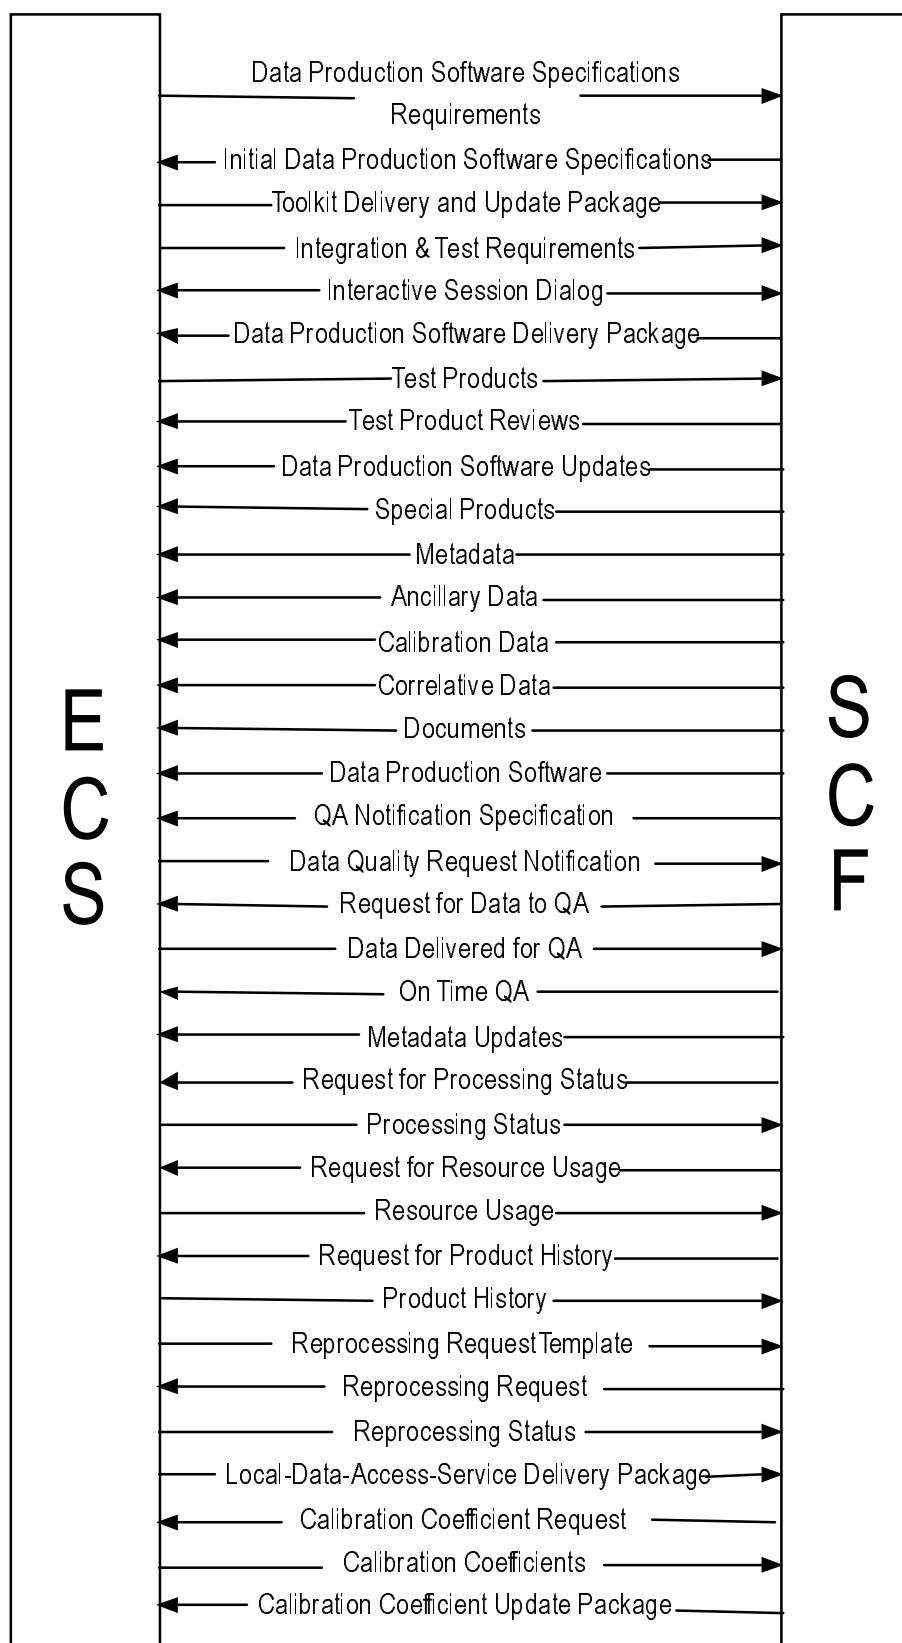 Data Production Software Specifications
Requirements
Initial Data Production Software Specifications
Toolkit Delivery and Update Package
Integration & Test Requirements
Interactive Session Dialog
Data Production Software Delivery Package
Test Products
Test Product Reviews
Data Production Software Updates
Special Products
Metadata
Ancillary Data
Calibration Data
Correlative Data
Documents
Data Production Software
QA Notification Specification
Data Quality Request Notification
Request for Data to QA
Data Delivered for QA
On Time QA
Metadata Updates
Request for Processing Status
Processing Status
Request for Resource Usage
Resource Usage
Request for Product History
Product History
Reprocessing Request Template
Reprocessing Request
Reprocessing Status
Local-Data-Access-Service Delivery Package
Calibration Coefficient Request
Calibration Coefficients
Calibration Coefficient Update Package
E
C
S
S
C
F